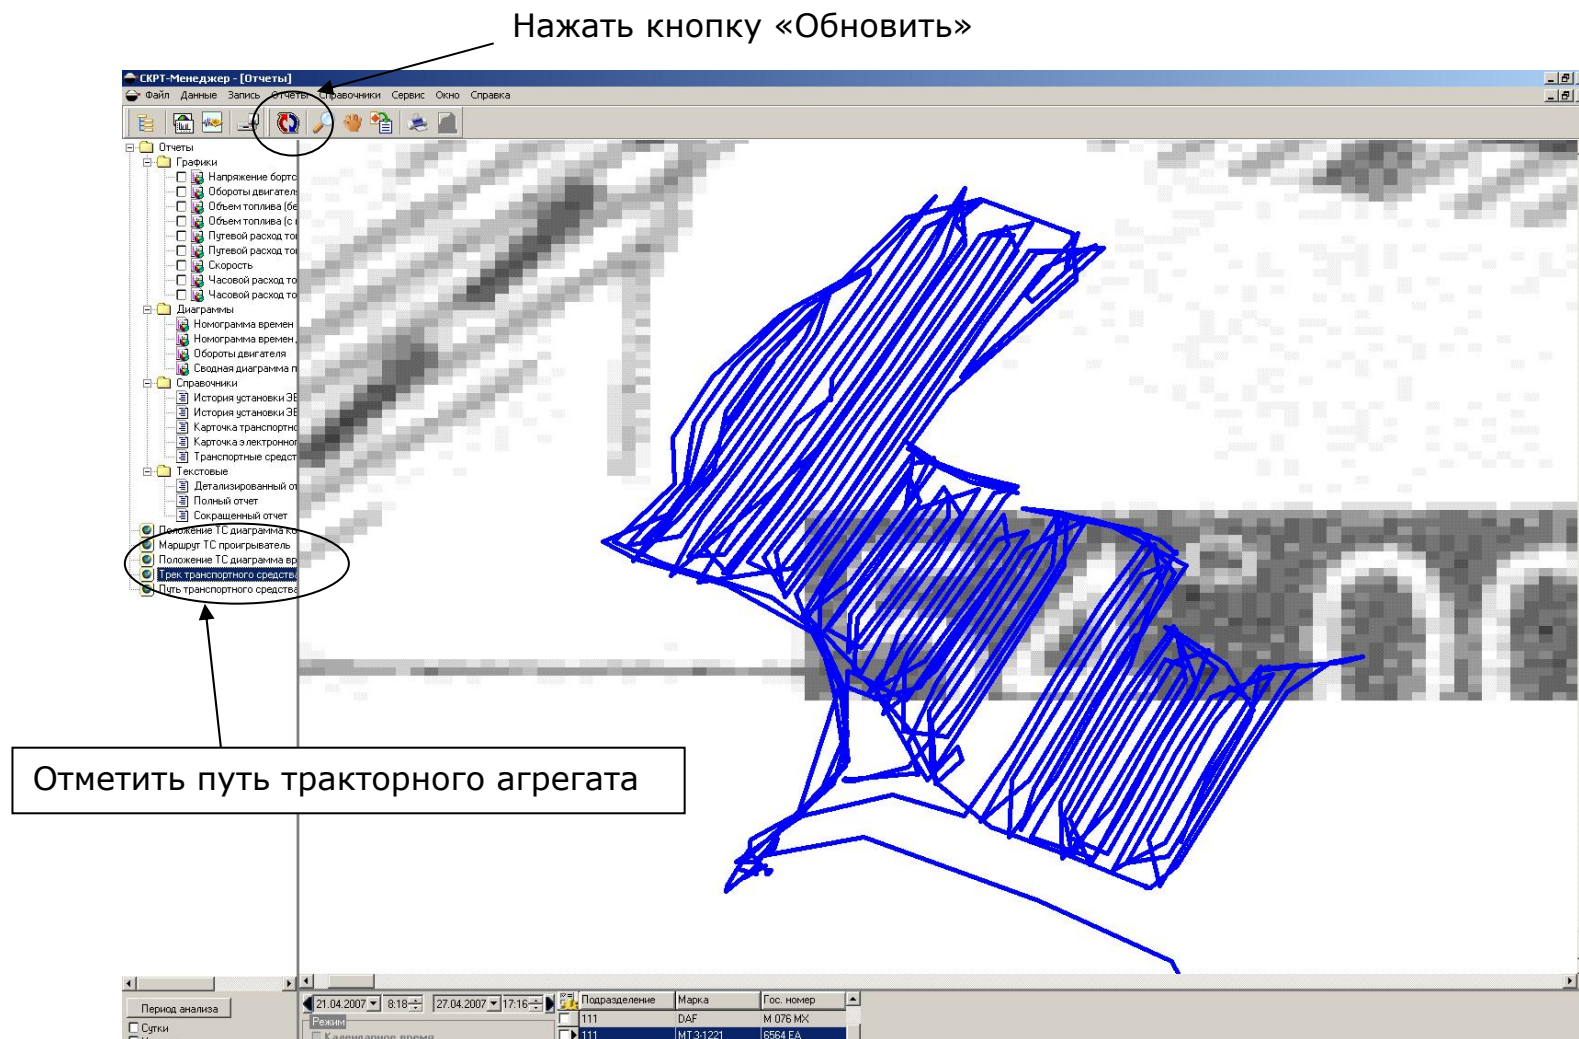 Нажать кнопку «Обновить»
СКРТ-Менеджер - [Отчеты]
Файл Данные Запись Отчеты Справочники Сервис Окно Справка
Отчеты
Графики
Напряжение бортс
Обороты двигател
Объем топлива (бе
Объем топлива (с
Путевой расход то
Путевой расход то
Скорость
Часовой расход то
Часовой расход то
Диаграммы
Номограмма времен
Номограмма времен
Обороты двигателя
Сводная диаграмма п
Справочники
История установки ЭБ
История установки ЭБ
Карточка транспортно
Карточка электронног
Транспортные средст
Текстовые
Детализированный от
Полный отчет
Сокращенный отчет
Положение ТС диаграмма ко
Маршрут ТС проигрыватель
Положение ТС диаграмма вр
Трек транспортного средства
Путь транспортного средства
Отметить путь тракторного агрегата
Период анализа
21.04.2007 8:18 27.04.2007 17:16
Подразделение Марка Гос. номер
Сутки
Режим
111 DAF М 076 МХ
Календарное время
111 МТЗ-1221 6564 ЕА